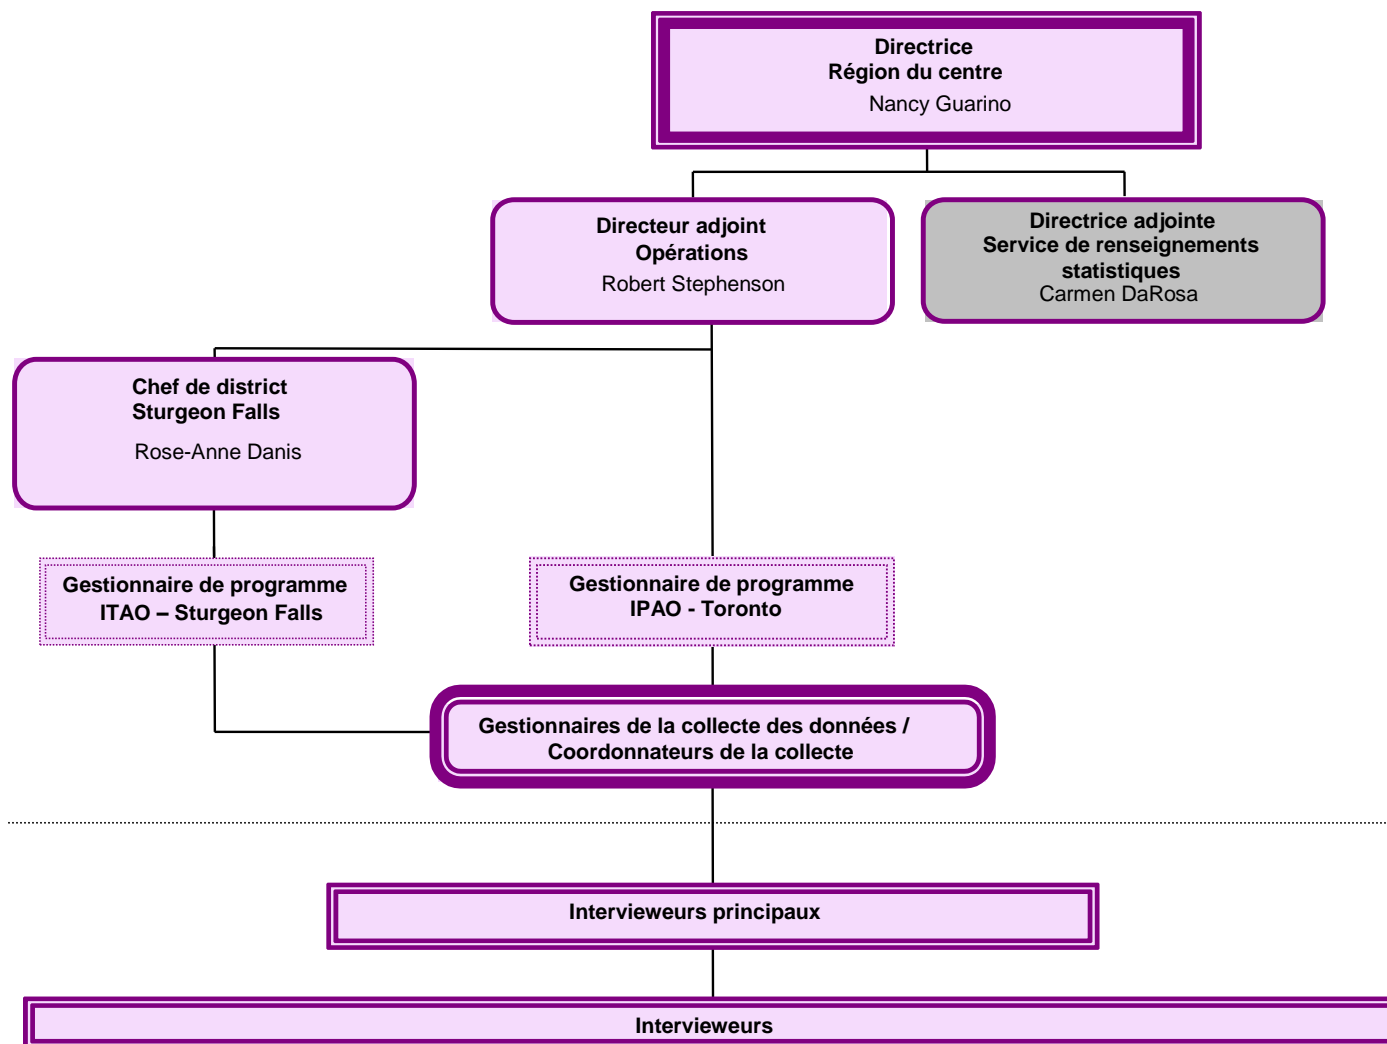 Directrice
Région du centre
Nancy Guarino
Directeur adjoint
Opérations
Robert Stephenson
Directrice adjointe
Service de renseignements
statistiques
Carmen DaRosa
Chef de district
Sturgeon Falls
Rose-Anne Danis
Gestionnaire de programme
ITAO – Sturgeon Falls
Gestionnaire de programme
IPAO - Toronto
Gestionnaires de la collecte des données /
Coordonnateurs de la collecte
Intervieweurs principaux
Intervieweurs